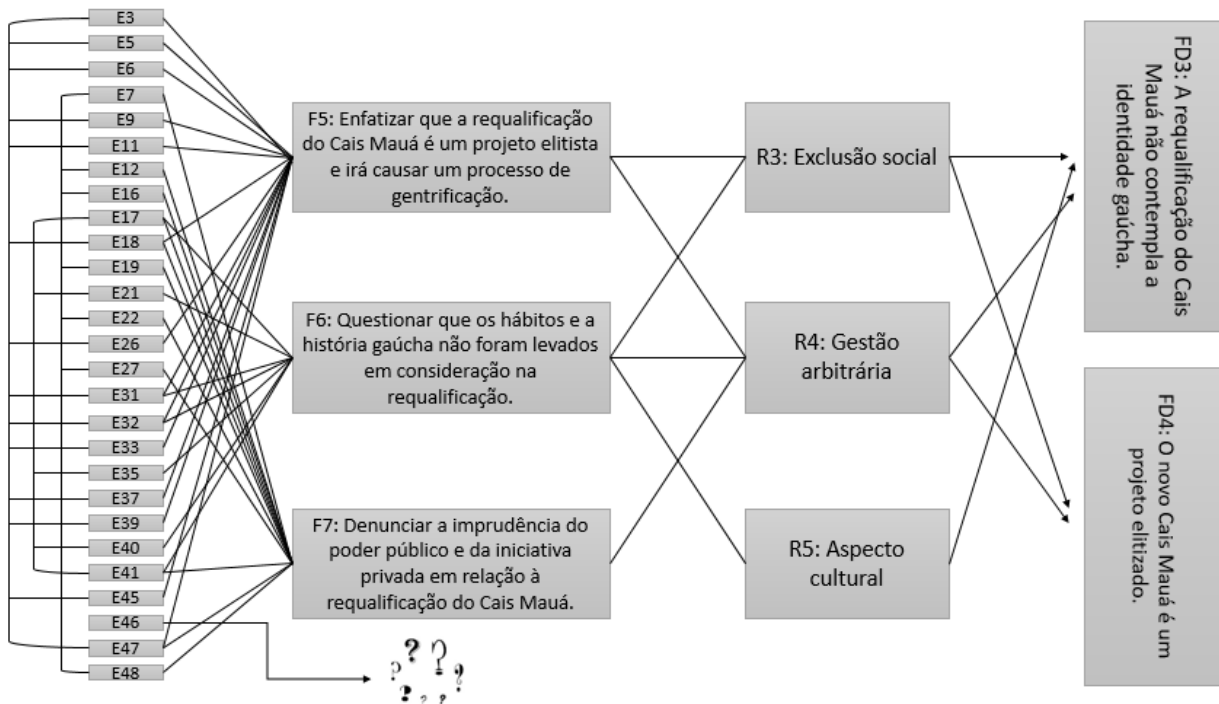 E3
E5
E6
E7
E9
E11
E12
E16
E17
E18
E19
E21
E22
E26
E27
E31
E32
E33
E35
E37
E39
E40
E41
E45
E46
E47
E48
F5: Enfatizar que a requalificação
do Cais Mauá é um projeto elitista
e irá causar um processo de
gentrificação.
F6: Questionar que os hábitos e a
história gaúcha não foram levados
em consideração na
requalificação.
F7: Denunciar a imprudência do
poder público e da iniciativa
privada em relação à
requalificação do Cais Mauá.
? ? ? ? ? ? ?
R3: Exclusão social
R4: Gestão
arbitrária
R5: Aspecto
cultural
FD3: A requalificação do Cais
Mauá não contempla a
identidade gaúcha.
FD4: O novo Cais Mauá é um
projeto elitizado.